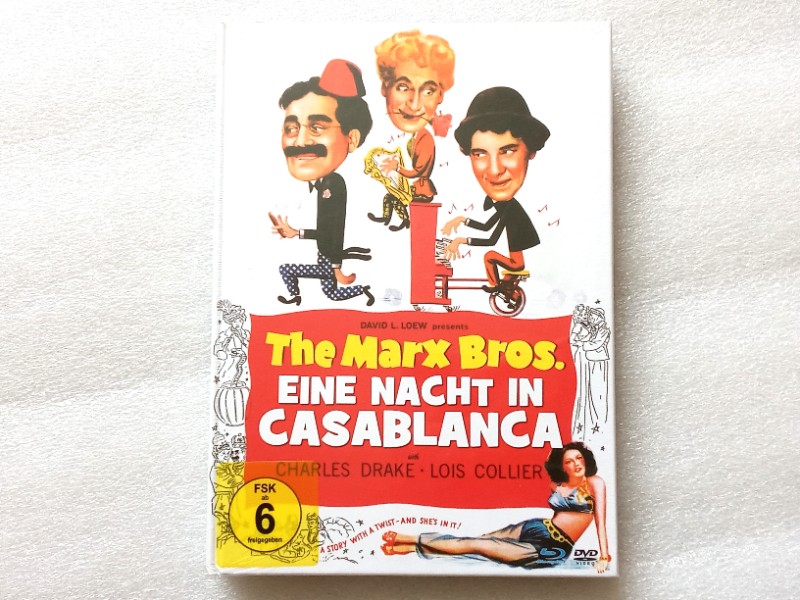 DAVID L. LOEW presents
The Marx Bros.
EINE NACHT IN
CASABLANCA
with
CHARLES DRAKE · LOIS COLLIER
FSK
ab
6
freigegeben
A STORY WITH A TWIST—AND SHE'S IN IT!
DVD
VIDEO